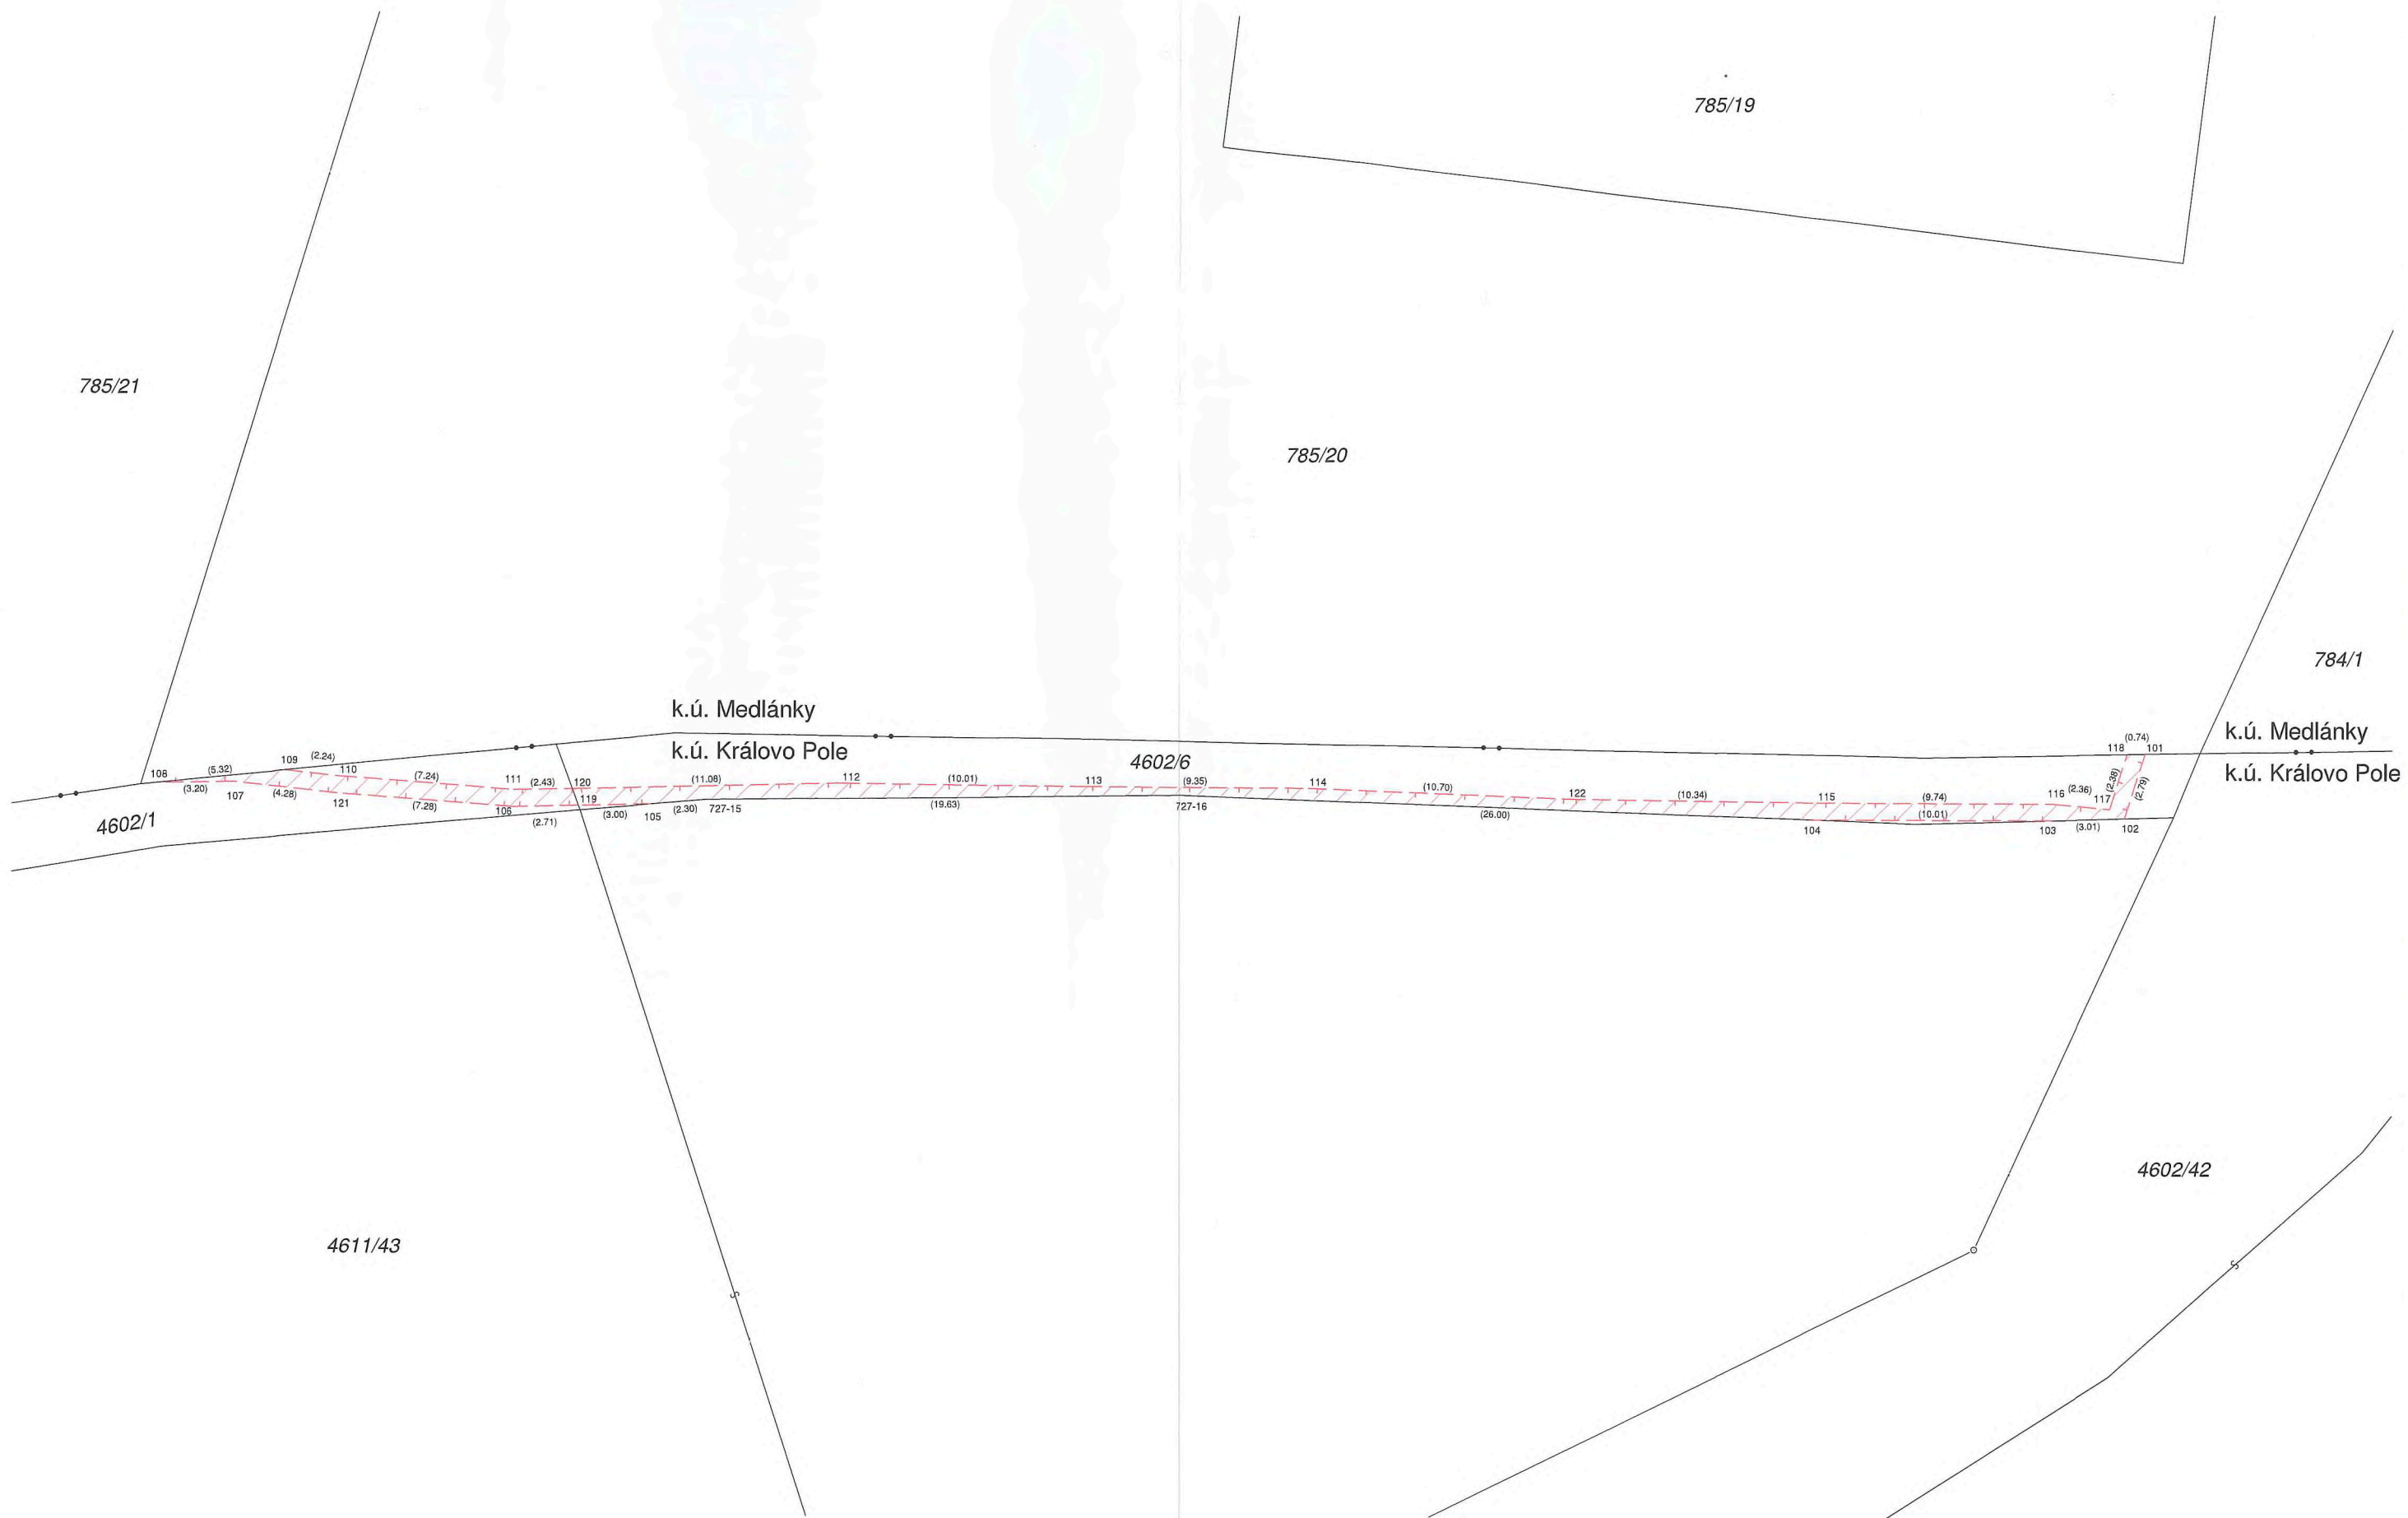 785/19
785/21
785/20
784/1
k.ú. Medlánky
k.ú. Královo Pole
4602/6
k.ú. Medlánky
k.ú. Královo Pole
118 (0.74) 101
(2.38) (2.79)
108 (5.32) 109 (2.24) 110 (7.24) 111 (2.43) 120 (11.08) 112 (10.01) 113 (9.35) 114 (10.70) 122 (10.34) 115 (9.74) 116 (2.36) 117
(3.20) 107 (4.28) 121 (7.28) 106 (2.71) 119 (3.00) 105 (2.30) 727-15 (19.63) 727-16 (26.00) 104 (10.01) 103 (3.01) 102
4602/1
4602/42
4611/43
S
S